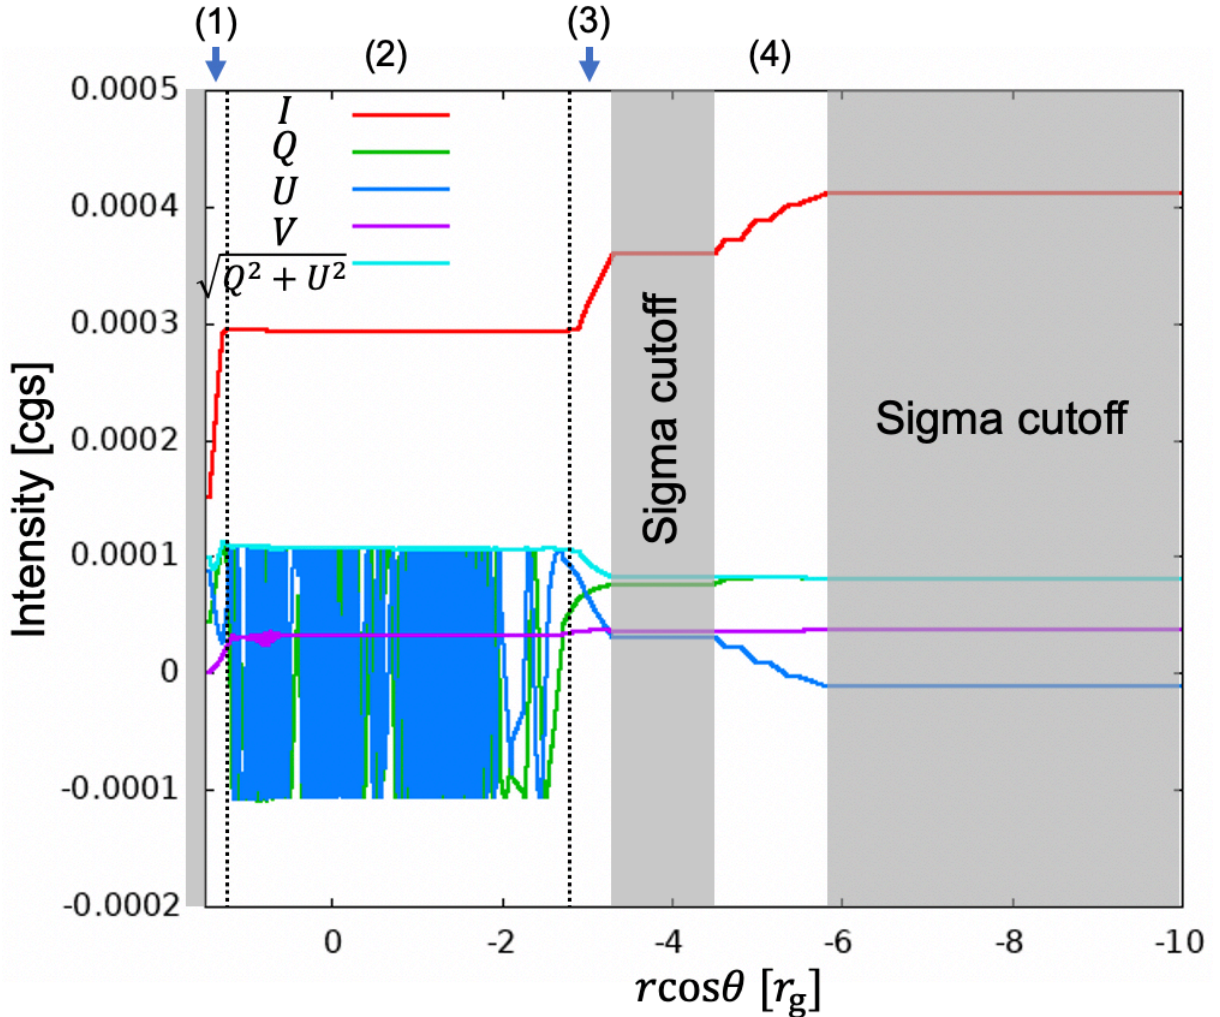 (1)
(2)
(3)
(4)
0.0005
0.0004
0.0003
0.0002
0.0001
0
-0.0001
-0.0002
Intensity [cgs]
I
Q
U
V
√Q² + U²
Sigma cutoff
Sigma cutoff
0
-2
-4
-6
-8
-10
rcosθ [rg]